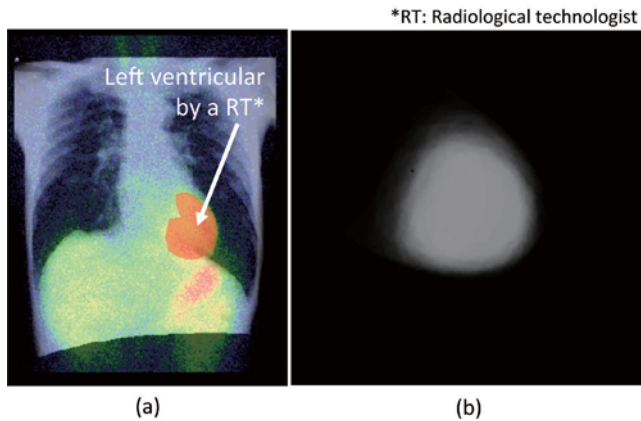 *RT: Radiological technologist
Left ventricular
by a RT*
(a)
(b)